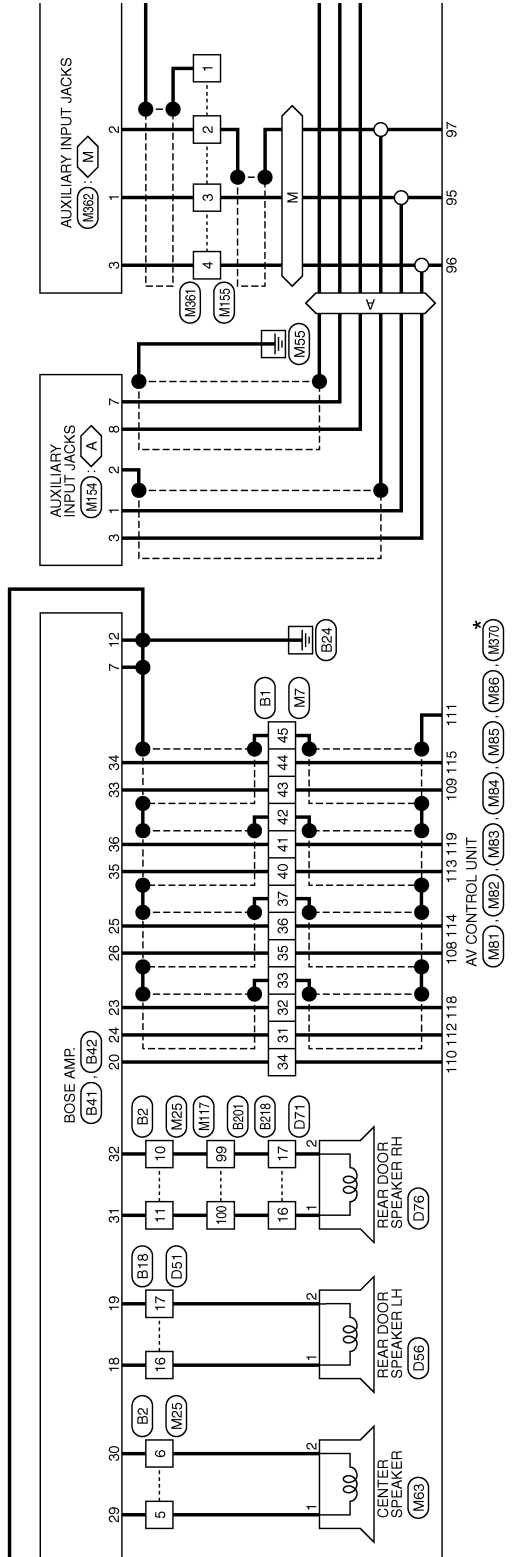 BOSE AMP.
B41 , B42
29 30 18 19 31 32 20 24 23 26 25 35 36 33 34 7 12
B2
M25
5 6
1 2
CENTER
SPEAKER
M63
B18
D51
16 17
1 2
REAR DOOR
SPEAKER LH
D56
B2
M25
M117
B201
B218
D71
11 10
100 99
16 17
1 2
REAR DOOR
SPEAKER RH
D76
B1
M7
34 31 32 33 35 36 37 40 41 42 43 44 45
B24
110 112 118 108 114 113 119 109 115 111
AV CONTROL UNIT
M81 , M82 , M83 , M84 , M85 , M86 , M370 *
AUXILIARY
INPUT JACKS
M154 : A
3 1 2 8 7
M55
A
AUXILIARY INPUT JACKS
M362 : M
3 1 2
4 3 2 1
M361
M155
M
96 95 97